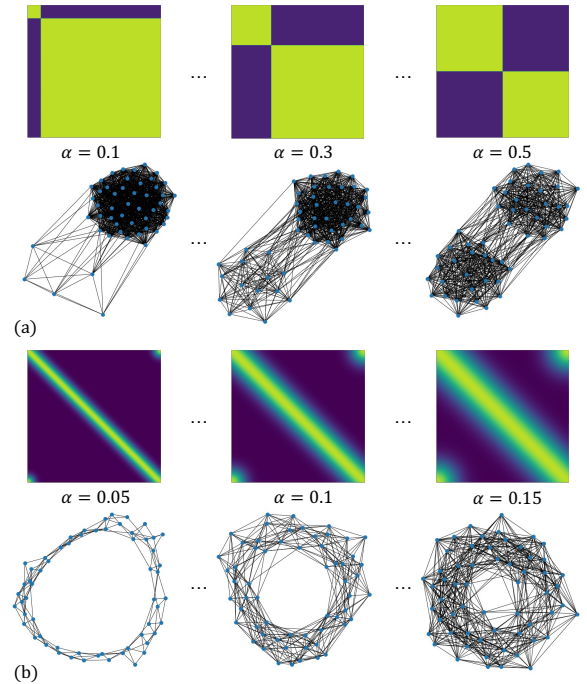 ... ...
α = 0.1 α = 0.3 α = 0.5
... ...
(a)
... ...
α = 0.05 α = 0.1 α = 0.15
... ...
(b)